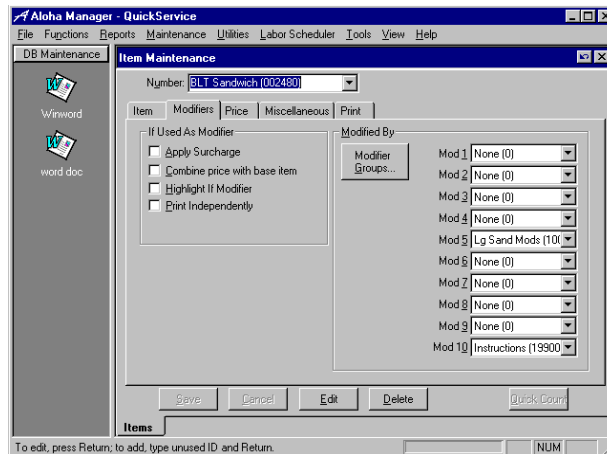 Aloha Manager - QuickService
File Functions Reports Maintenance Utilities Labor Scheduler Tools View Help
DB Maintenance
Item Maintenance
Winword
word doc
Number: BLT Sandwich (002480)
Item Modifiers Price Miscellaneous Print
If Used As Modifier
Apply Surcharge
Combine price with base item
Highlight If Modifier
Print Independently
Modified By
Modifier
Groups...
Mod 1 None (0)
Mod 2 None (0)
Mod 3 None (0)
Mod 4 None (0)
Mod 5 Lg Sand Mods (10(
Mod 6 None (0)
Mod 7 None (0)
Mod 8 None (0)
Mod 9 None (0)
Mod 10 Instructions (19900
Save Cancel Edit Delete Quick Count
Items
To edit, press Return; to add, type unused ID and Return. NUM